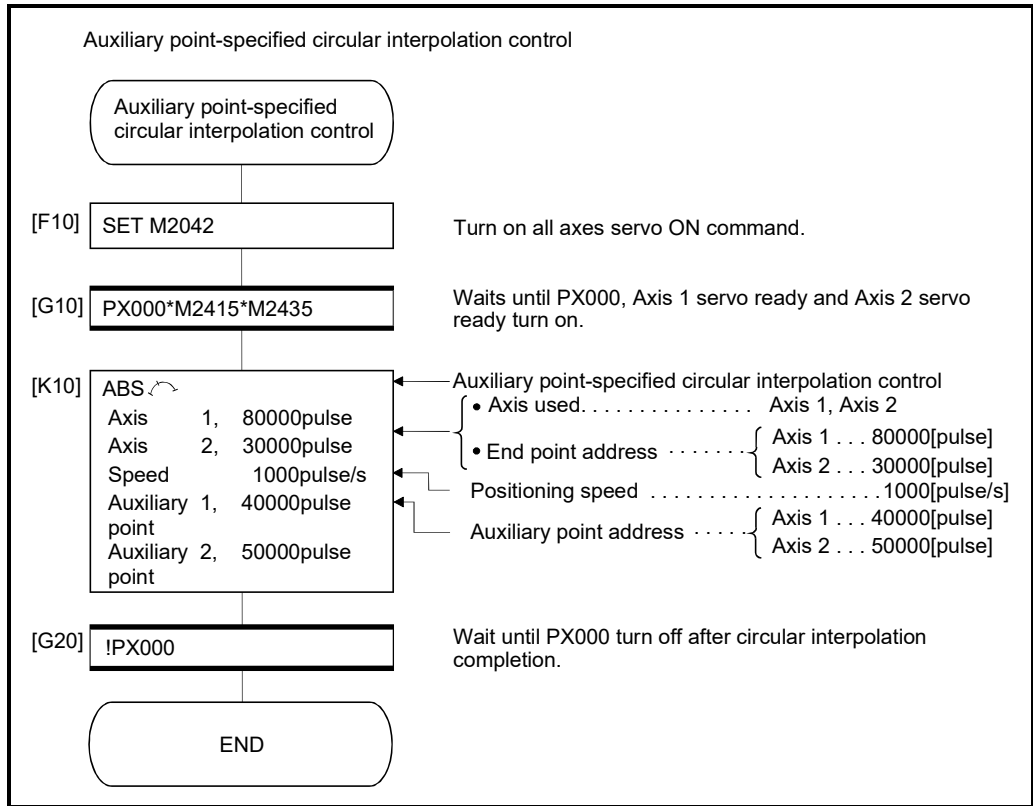 Auxiliary point-specified circular interpolation control
Auxiliary point-specified
circular interpolation control
[F10] SET M2042 Turn on all axes servo ON command.
[G10] PX000*M2415*M2435 Waits until PX000, Axis 1 servo ready and Axis 2 servo
ready turn on.
[K10] ABS
Axis 1, 80000pulse
Axis 2, 30000pulse
Speed 1000pulse/s
Auxiliary 1, 40000pulse
point
Auxiliary 2, 50000pulse
point
Auxiliary point-specified circular interpolation control
• Axis used. . . . . . . . . . . . . . . Axis 1, Axis 2
• End point address · · · · · · · Axis 1 . . . 80000[pulse]
Axis 2 . . . 30000[pulse]
Positioning speed . . . . . . . . . . . . . . . . . . . . .1000[pulse/s]
Auxiliary point address · · · · · Axis 1 . . . 40000[pulse]
Axis 2 . . . 50000[pulse]
[G20] !PX000 Wait until PX000 turn off after circular interpolation
completion.
END